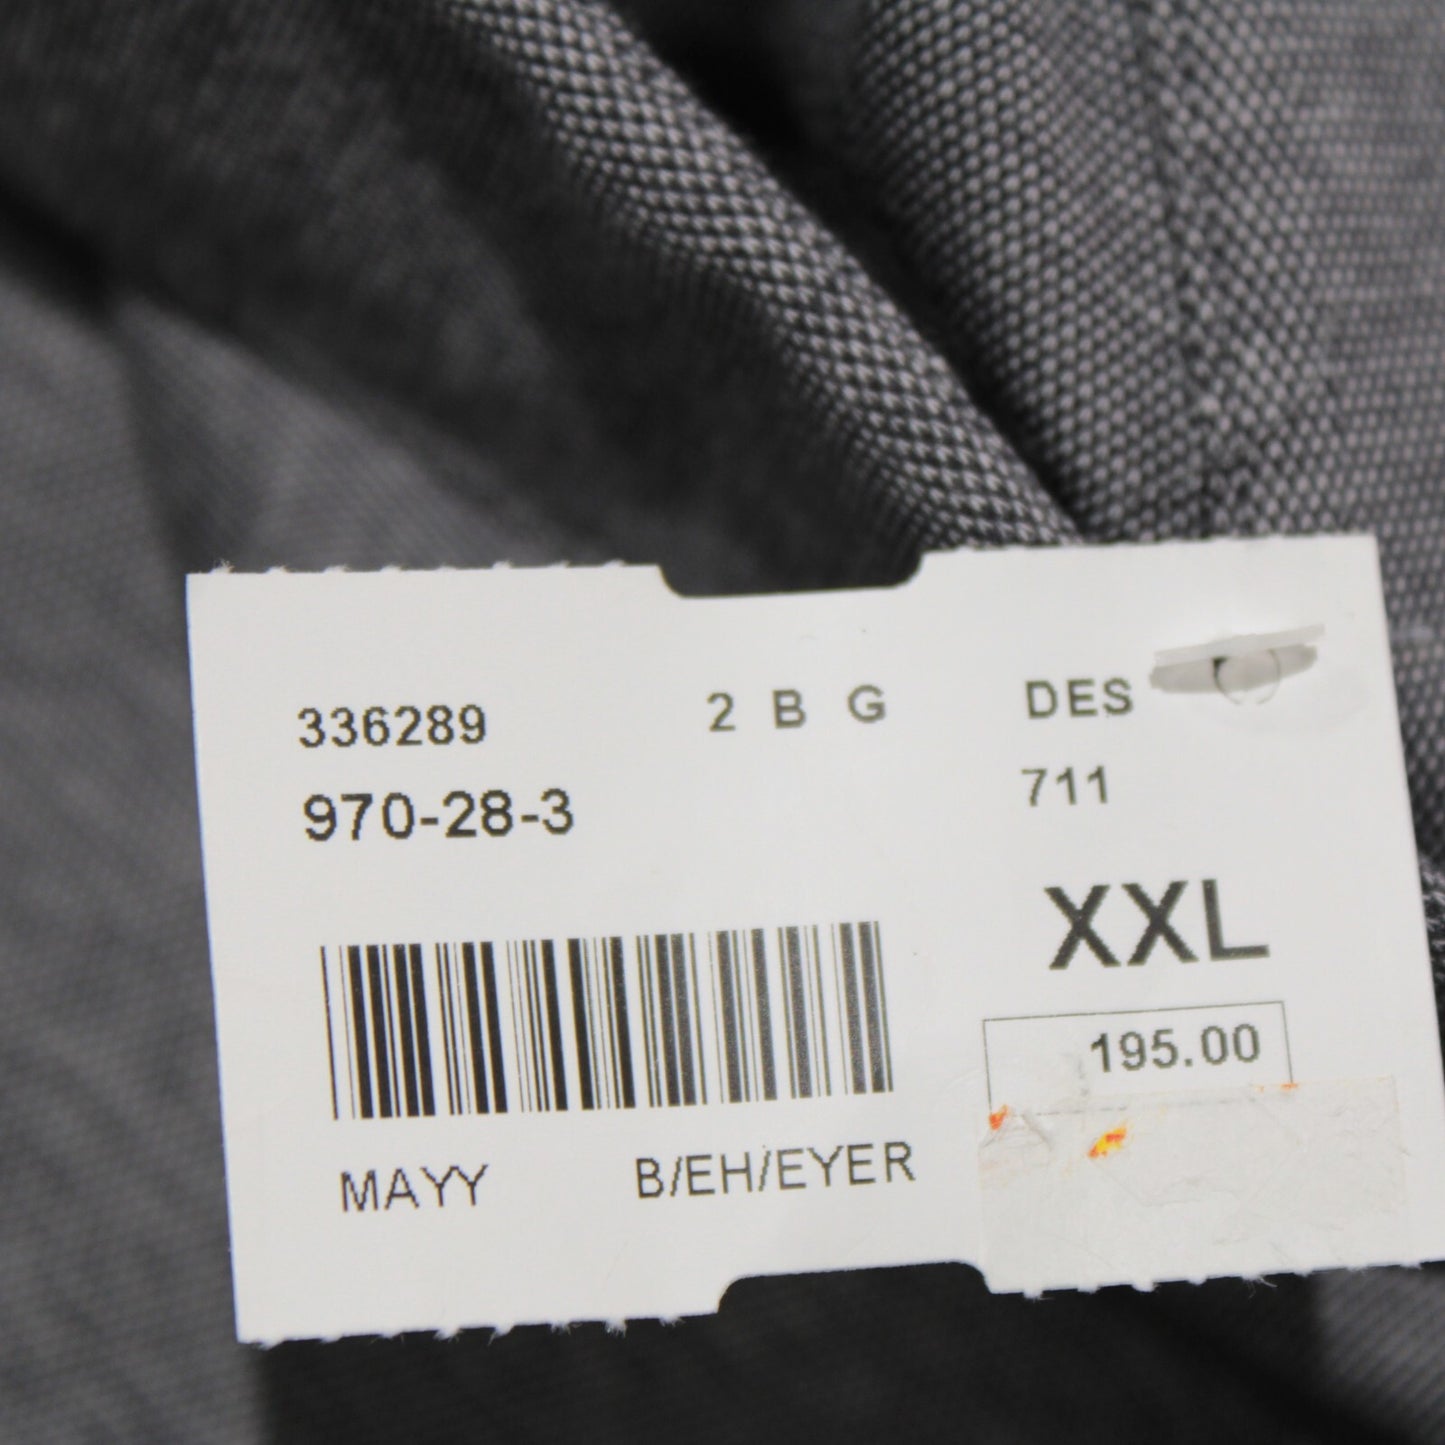 336289 2 B G DES
970-28-3 711
XXL
195.00
MAYY B/EH/EYER